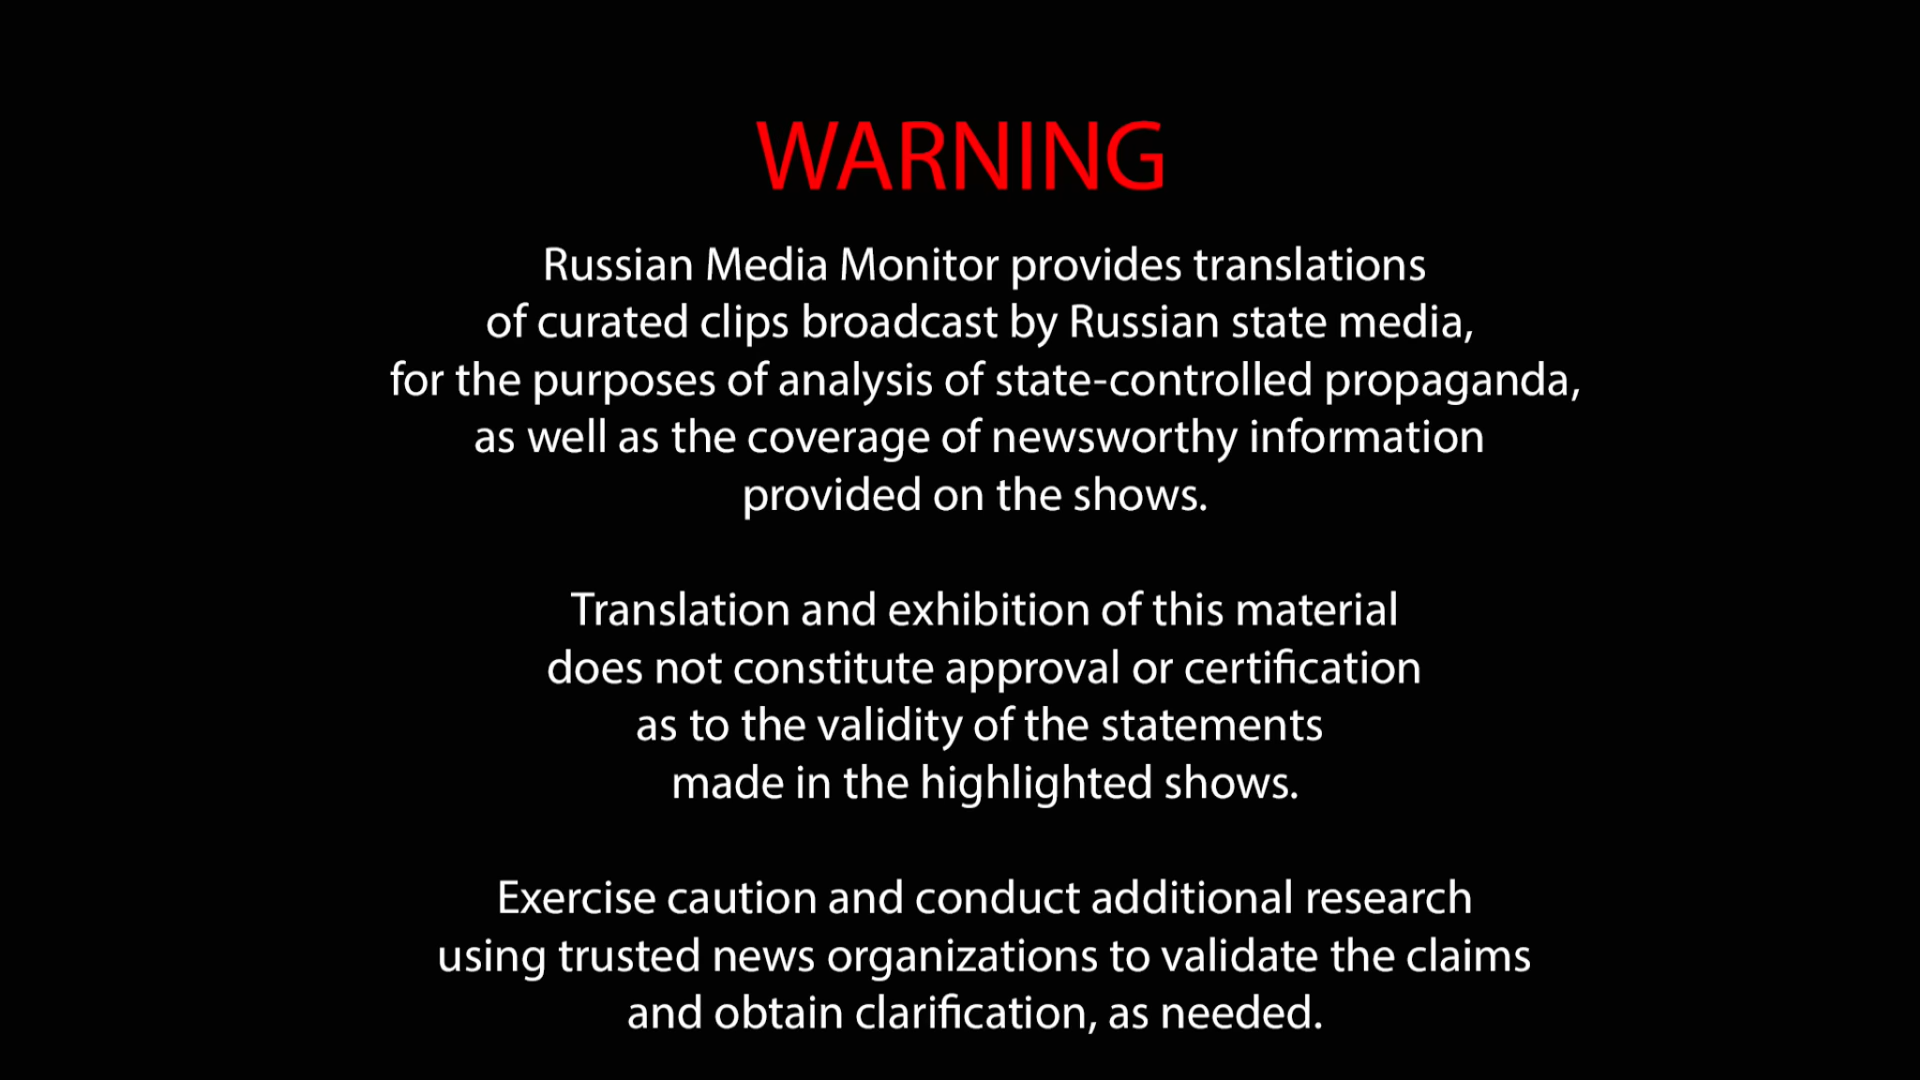 WARNING
Russian Media Monitor provides translations
of curated clips broadcast by Russian state media,
for the purposes of analysis of state-controlled propaganda,
as well as the coverage of newsworthy information
provided on the shows.
Translation and exhibition of this material
does not constitute approval or certification
as to the validity of the statements
made in the highlighted shows.
Exercise caution and conduct additional research
using trusted news organizations to validate the claims
and obtain clarification, as needed.